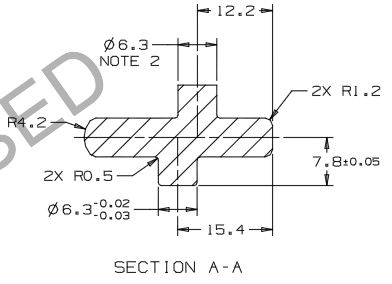 12.2
Ø6.3
NOTE 2
2X R1.2
R4.2
7.8±0.05
2X R0.5
Ø6.3 -0.02 -0.03
15.4
SECTION A-A